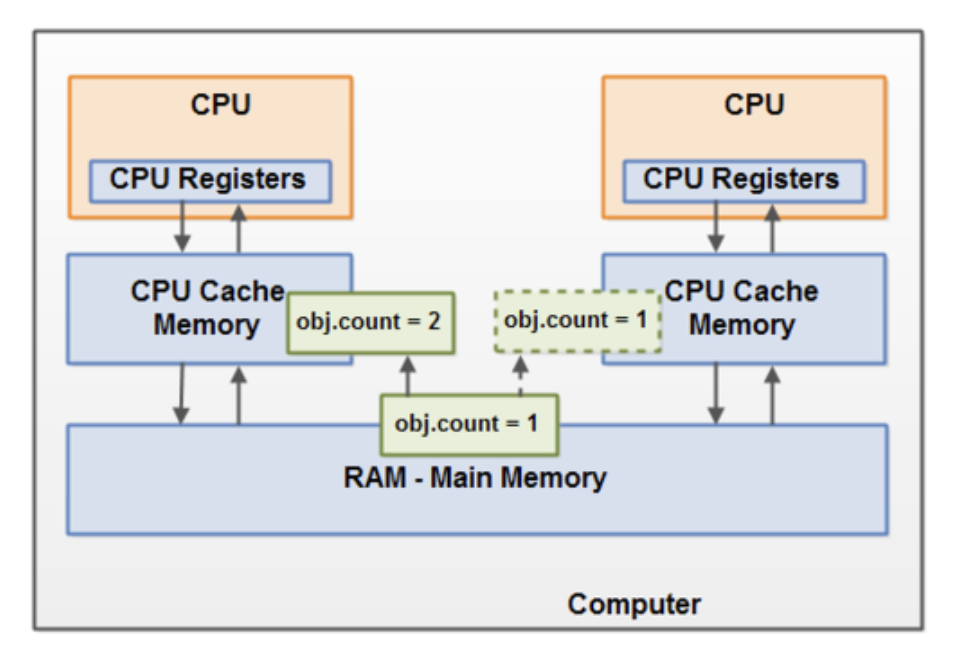 CPU
CPU
CPU Registers
CPU Registers
CPU Cache
Memory
obj.count = 2
obj.count = 1
CPU Cache
Memory
obj.count = 1
RAM - Main Memory
Computer